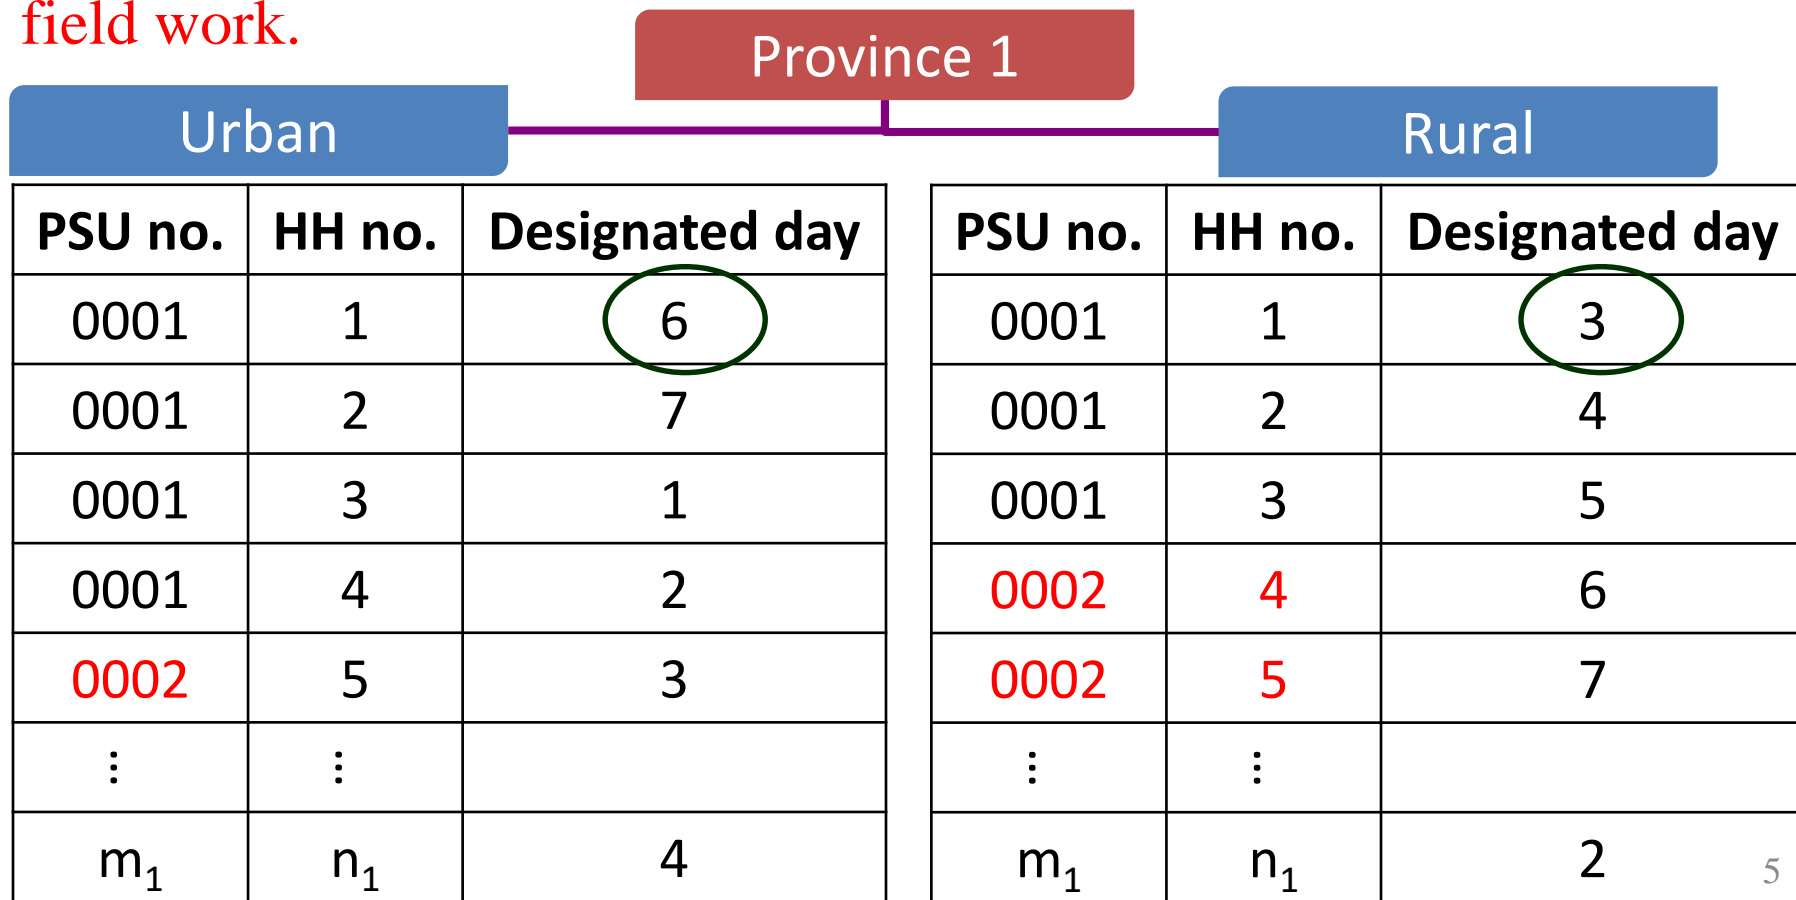 field work.
Province 1
Urban
Rural
PSU no. HH no. Designated day
0001 1 6
0001 2 7
0001 3 1
0001 4 2
0002 5 3
⋮ ⋮
m₁ n₁ 4
PSU no. HH no. Designated day
0001 1 3
0001 2 4
0001 3 5
0002 4 6
0002 5 7
⋮ ⋮
m₁ n₁ 2
5